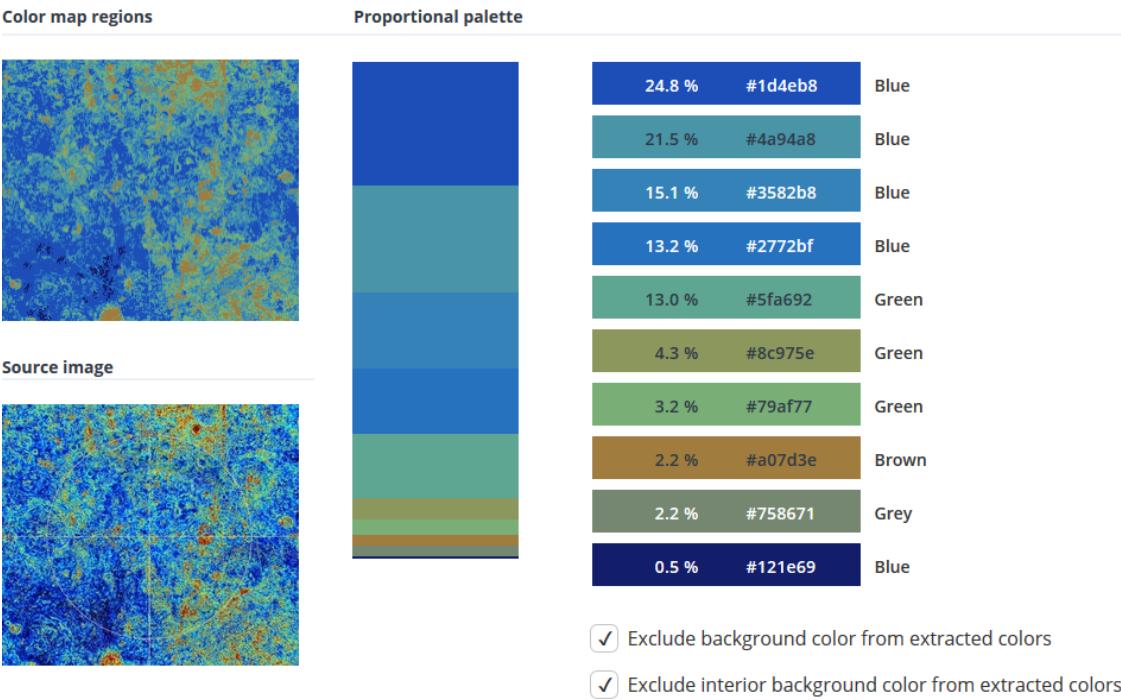 Color map regions
Proportional palette
24.8 % #1d4eb8 Blue
21.5 % #4a94a8 Blue
15.1 % #3582b8 Blue
13.2 % #2772bf Blue
13.0 % #5fa692 Green
4.3 % #8c975e Green
3.2 % #79af77 Green
2.2 % #a07d3e Brown
2.2 % #758671 Grey
0.5 % #121e69 Blue
Source image
Exclude background color from extracted colors
Exclude interior background color from extracted colors